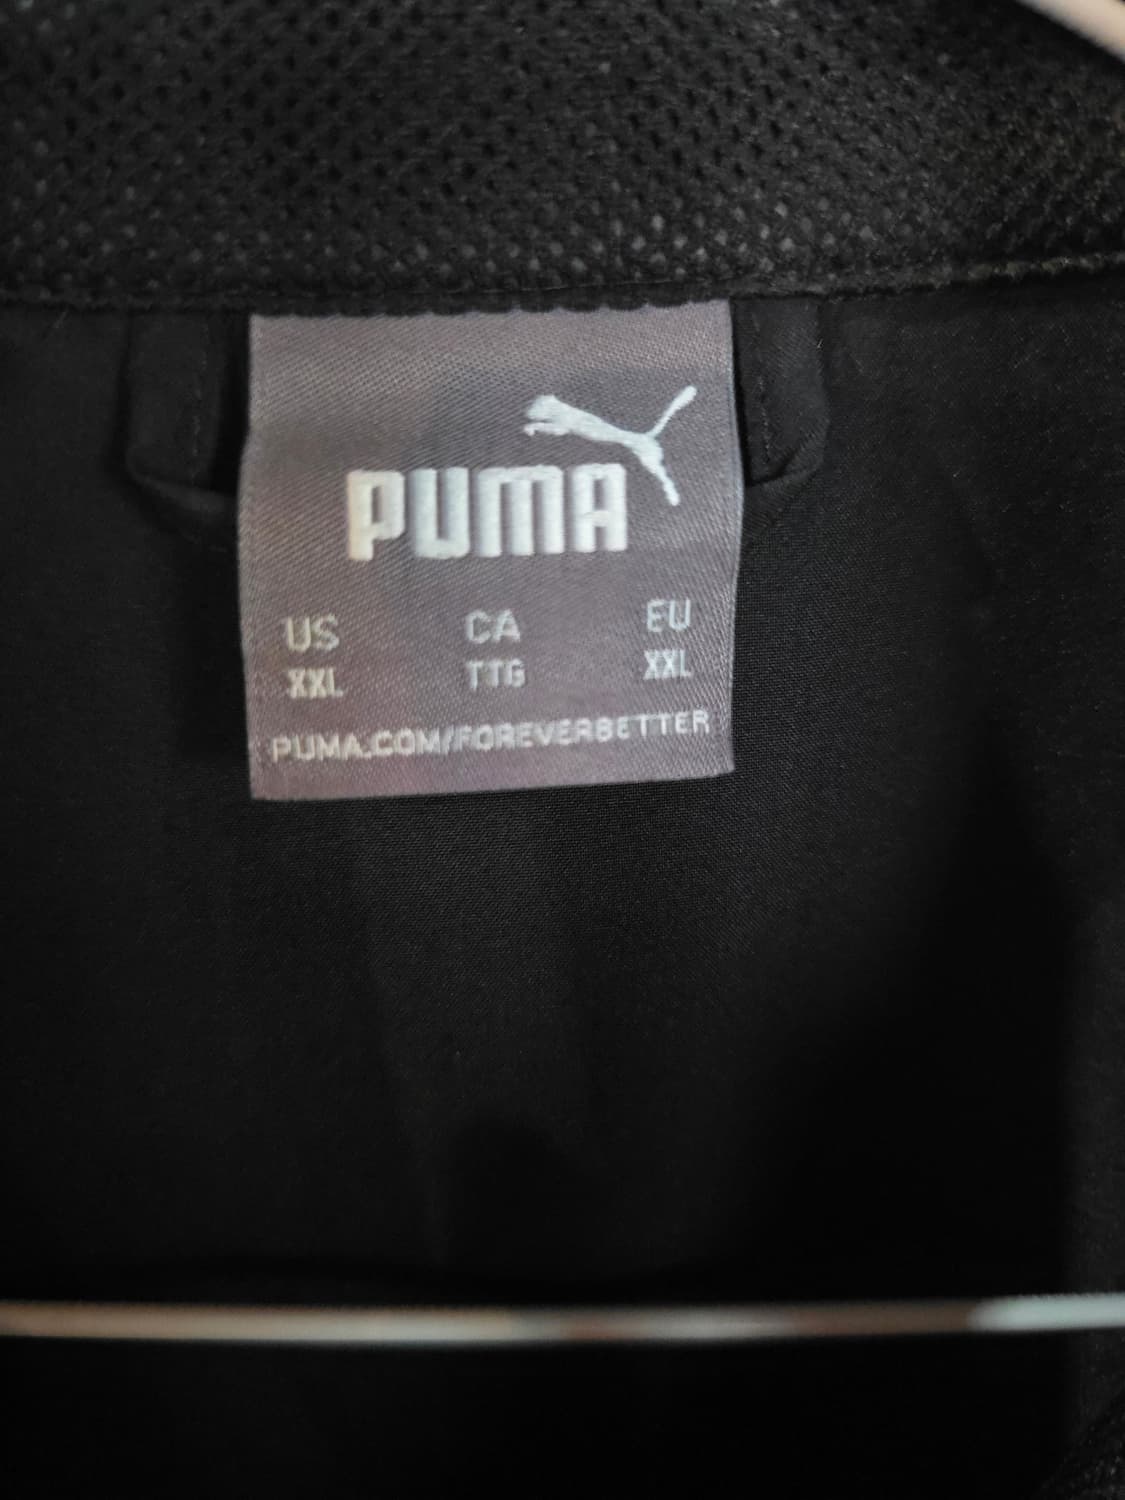 PUMA
US CA EU
XXL TTG XXL
PUMA.COM/FOREVERBETTER